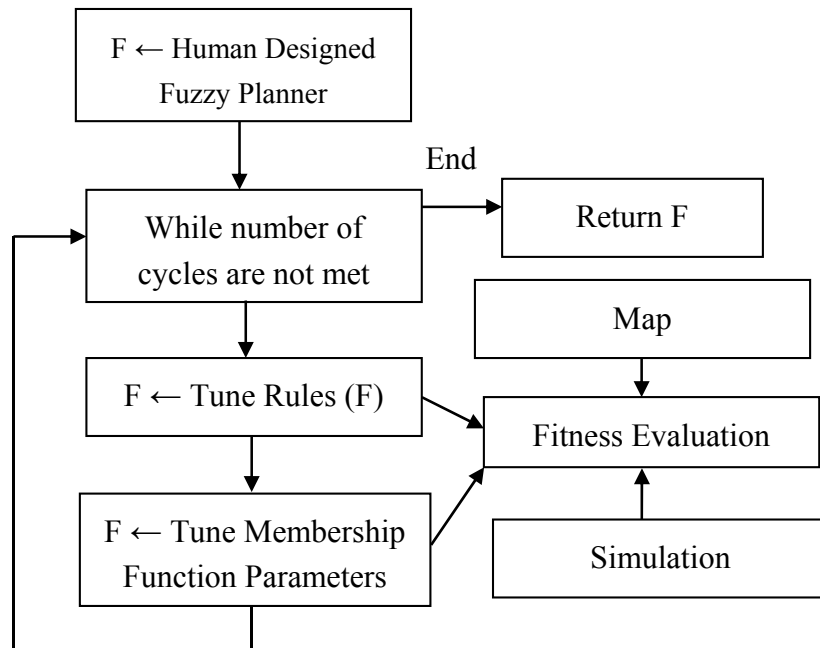 F ← Human Designed
Fuzzy Planner
End
While number of
cycles are not met
Return F
Map
F ← Tune Rules (F)
Fitness Evaluation
F ← Tune Membership
Function Parameters
Simulation